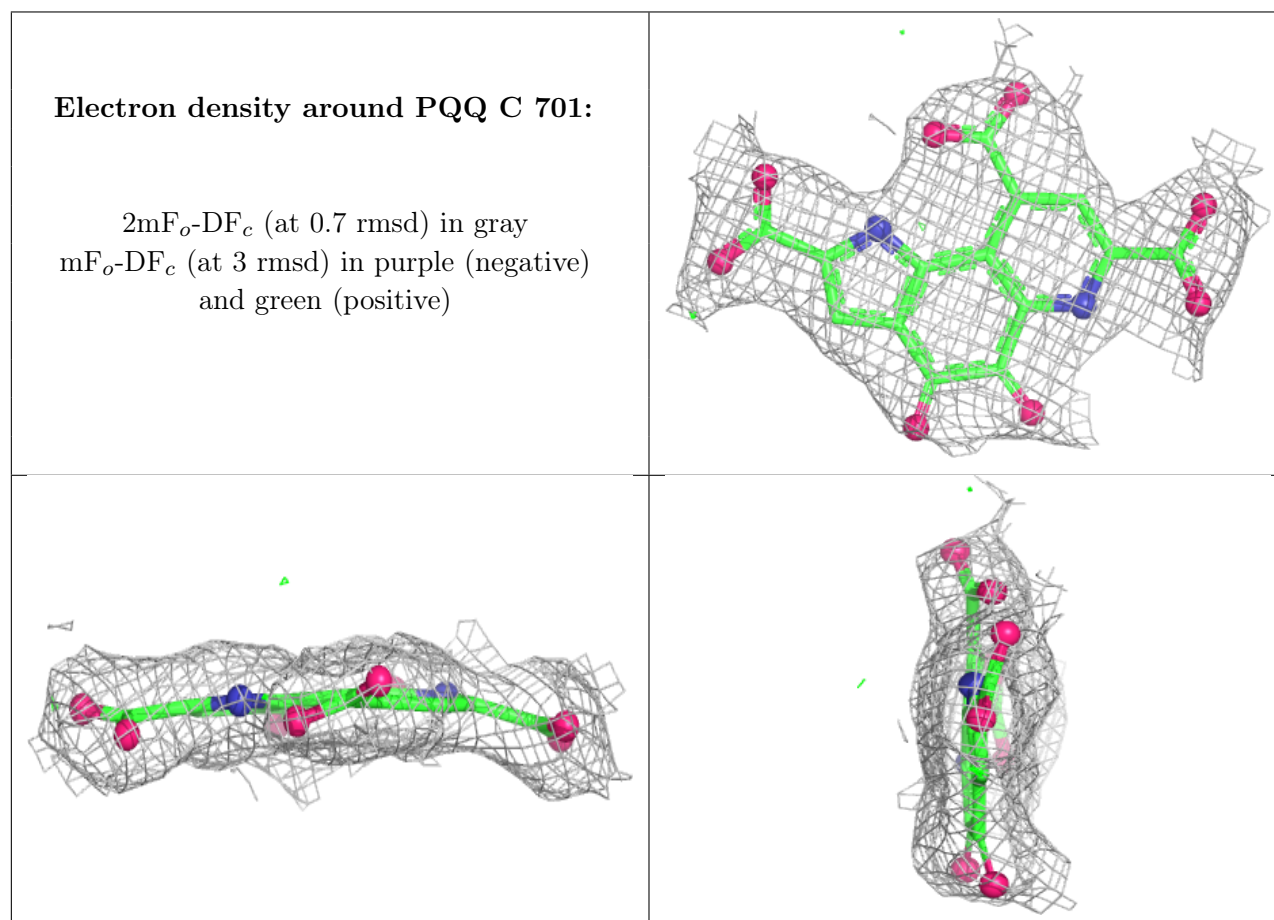 Electron density around PQQ C 701:
2mFo-DFc (at 0.7 rmsd) in gray
mFo-DFc (at 3 rmsd) in purple (negative)
and green (positive)